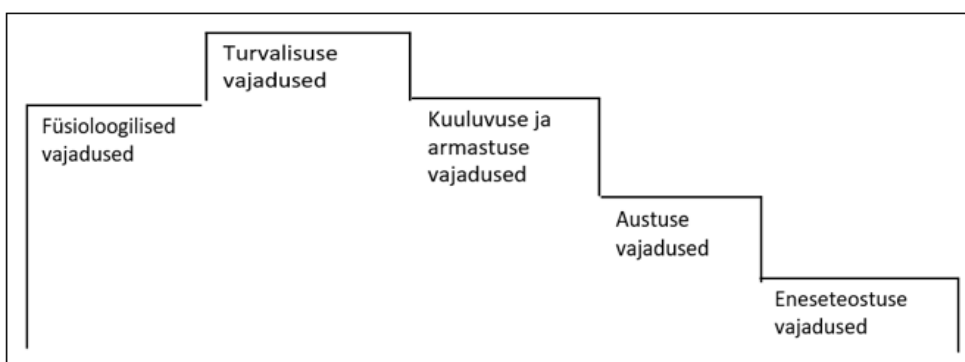 Füsioloogilised
vajadused
Turvalisuse
vajadused
Kuuluvuse ja
armastuse
vajadused
Austuse
vajadused
Eneseteostuse
vajadused